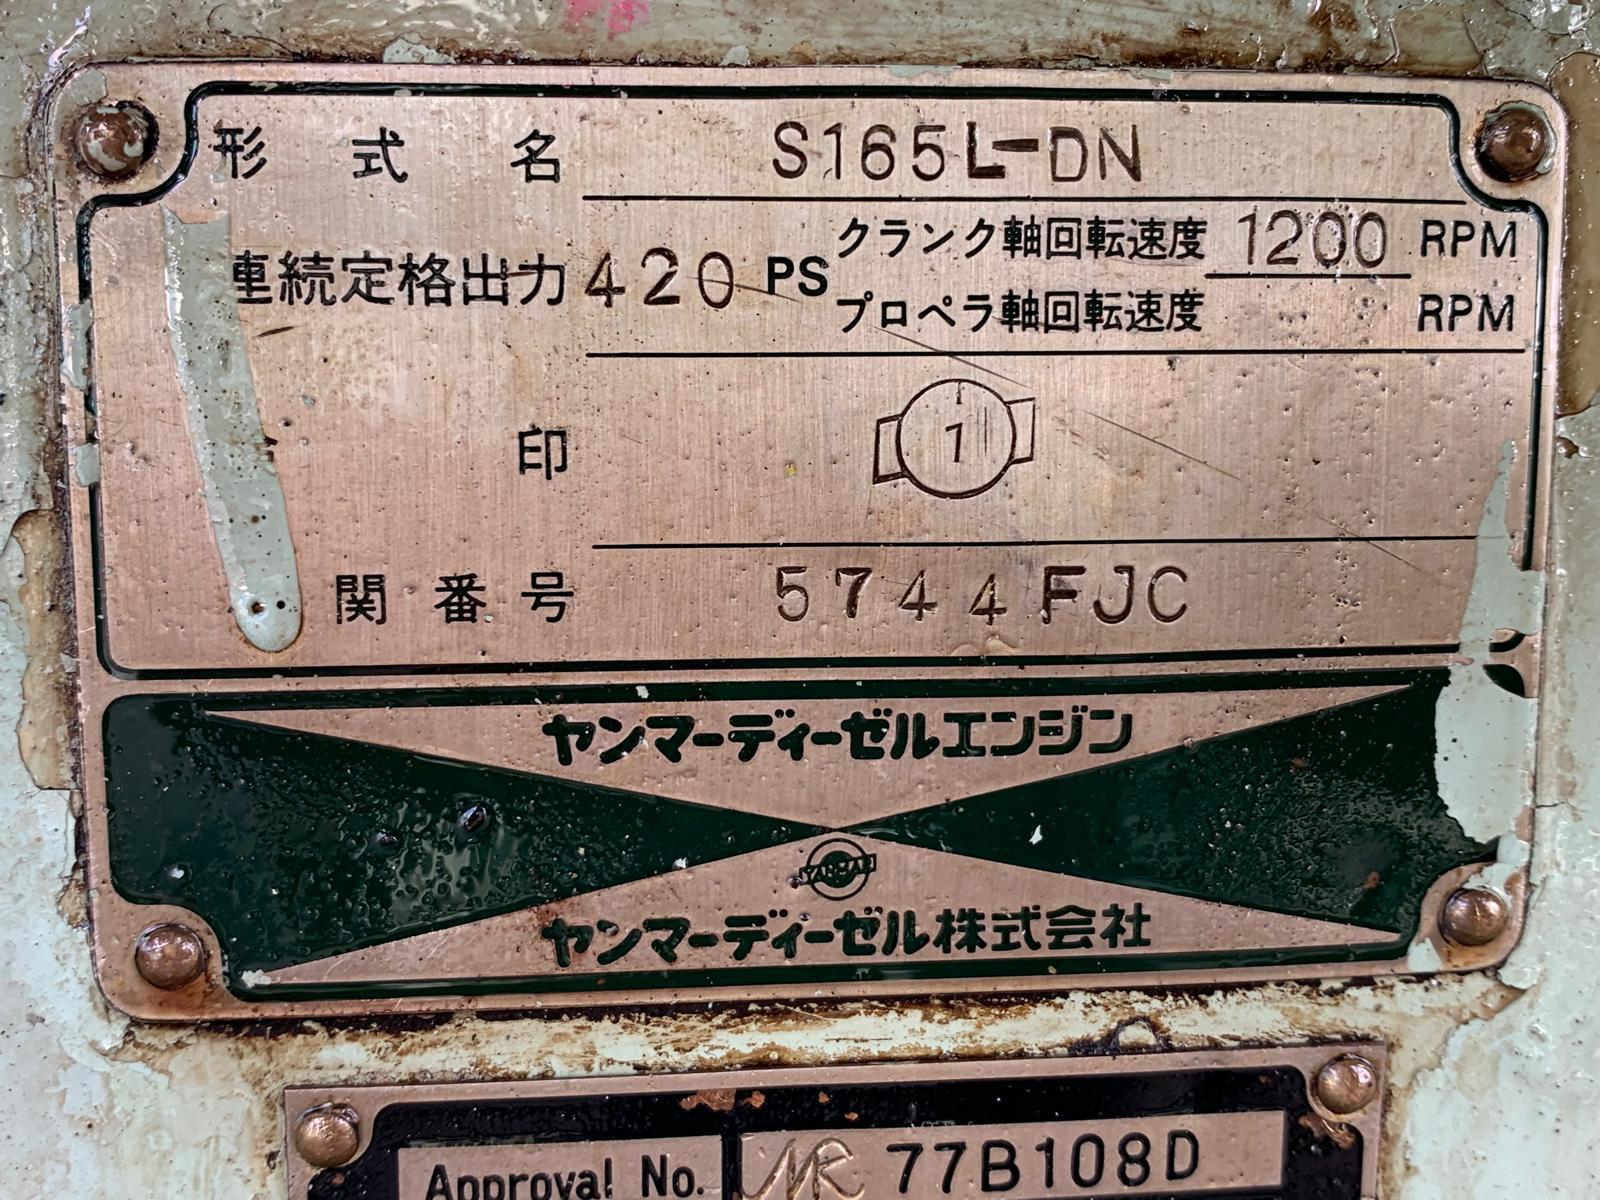 形式名 S165L-DN
連続定格出力 420 PS クランク軸回転速度 1200 RPM
プロペラ軸回転速度 RPM
印 1
関番号 5744FJC
ヤンマーディーゼルエンジン
YANMAR
ヤンマーディーゼル株式会社
Approval No. NK 77B108D